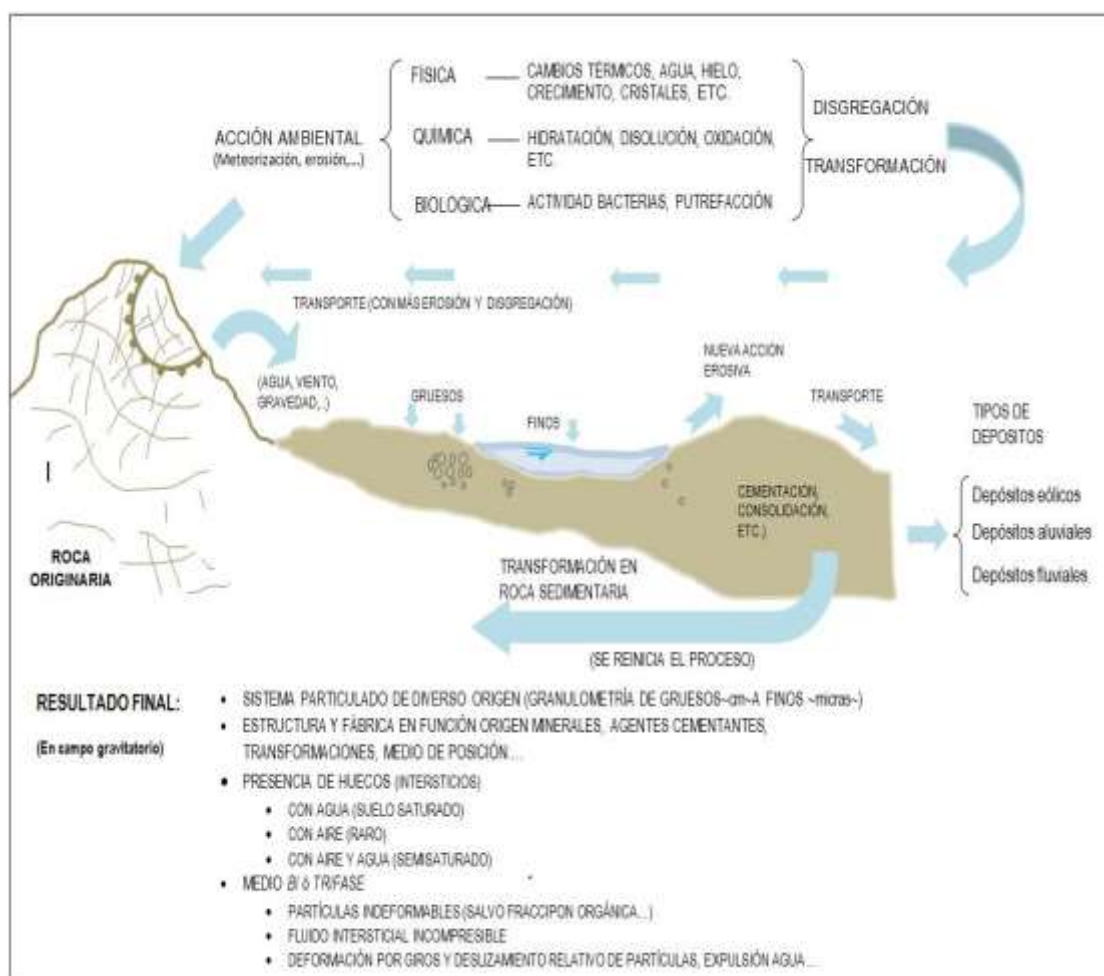 FÍSICA
CAMBIOS TÉRMICOS, AGUA, HIELO,
CRECIMIENTO, CRISTALES, ETC.
DISGREGACIÓN
ACCIÓN AMBIENTAL
(Meteorización, erosión,...)
QUÍMICA
HIDRATACIÓN, DISOLUCIÓN, OXIDACIÓN,
ETC
TRANSFORMACIÓN
BIOLÓGICA
ACTIVIDAD BACTERIAS, PUTREFACCIÓN
TRANSPORTE (CON MÁS EROSIÓN Y DISGREGACIÓN)
NUEVA ACCION
EROSIVA
(AGUA, VIENTO,
GRAVEDAD,..)
GRUESOS
FINOS
TRANSPORTE
TIPOS DE
DEPOSITOS
CEMENTACIÓN,
CONSOLIDACIÓN,
ETC.)
Depósitos eólicos
Depósitos aluviales
Depósitos fluviales
ROCA
ORIGINARIA
TRANSFORMACIÓN EN
ROCA SEDIMENTARIA
(SE REINICIA EL PROCESO)
RESULTADO FINAL:
(En campo gravitatorio)
• SISTEMA PARTICULADO DE DIVERSO ORIGEN (GRANULOMETRÍA DE GRUESOS~cm~A FINOS ~micras~)
• ESTRUCTURA Y FÁBRICA EN FUNCIÓN ORIGEN MINERALES, AGENTES CEMENTANTES,
TRANSFORMACIONES, MEDIO DE POSICIÓN....
• PRESENCIA DE HUECOS (INTERSTICIOS)
• CON AGUA (SUELO SATURADO)
• CON AIRE (RARO)
• CON AIRE Y AGUA (SEMISATURADO)
• MEDIO BI ó TRIFASE
• PARTÍCULAS INDEFORMABLES (SALVO FRACCIPON ORGÁNICA...)
• FLUIDO INTERSTICIAL INCOMPRESIBLE
• DEFORMACIÓN POR GIROS Y DESLIZAMIENTO RELATIVO DE PARTÍCULAS, EXPULSIÓN AGUA....